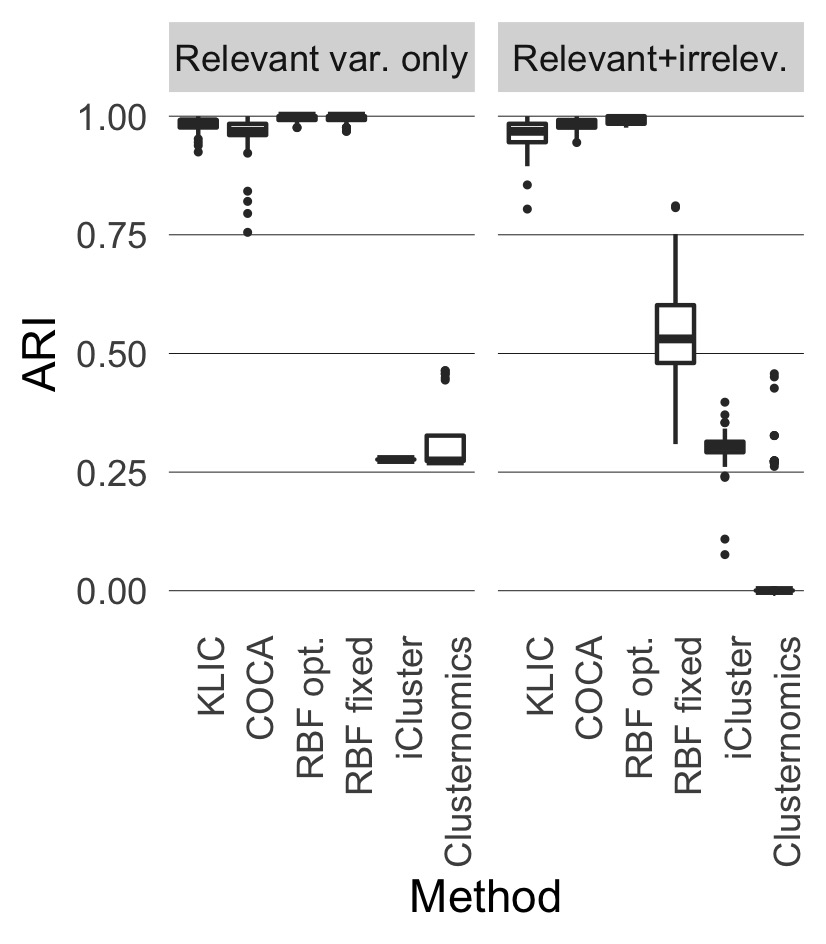 Relevant var. only
Relevant+irrelev.
ARI
1.00
0.75
0.50
0.25
0.00
KLIC
COCA
RBF opt.
RBF fixed
iCluster
Clusternomics
KLIC
COCA
RBF opt.
RBF fixed
iCluster
Clusternomics
Method